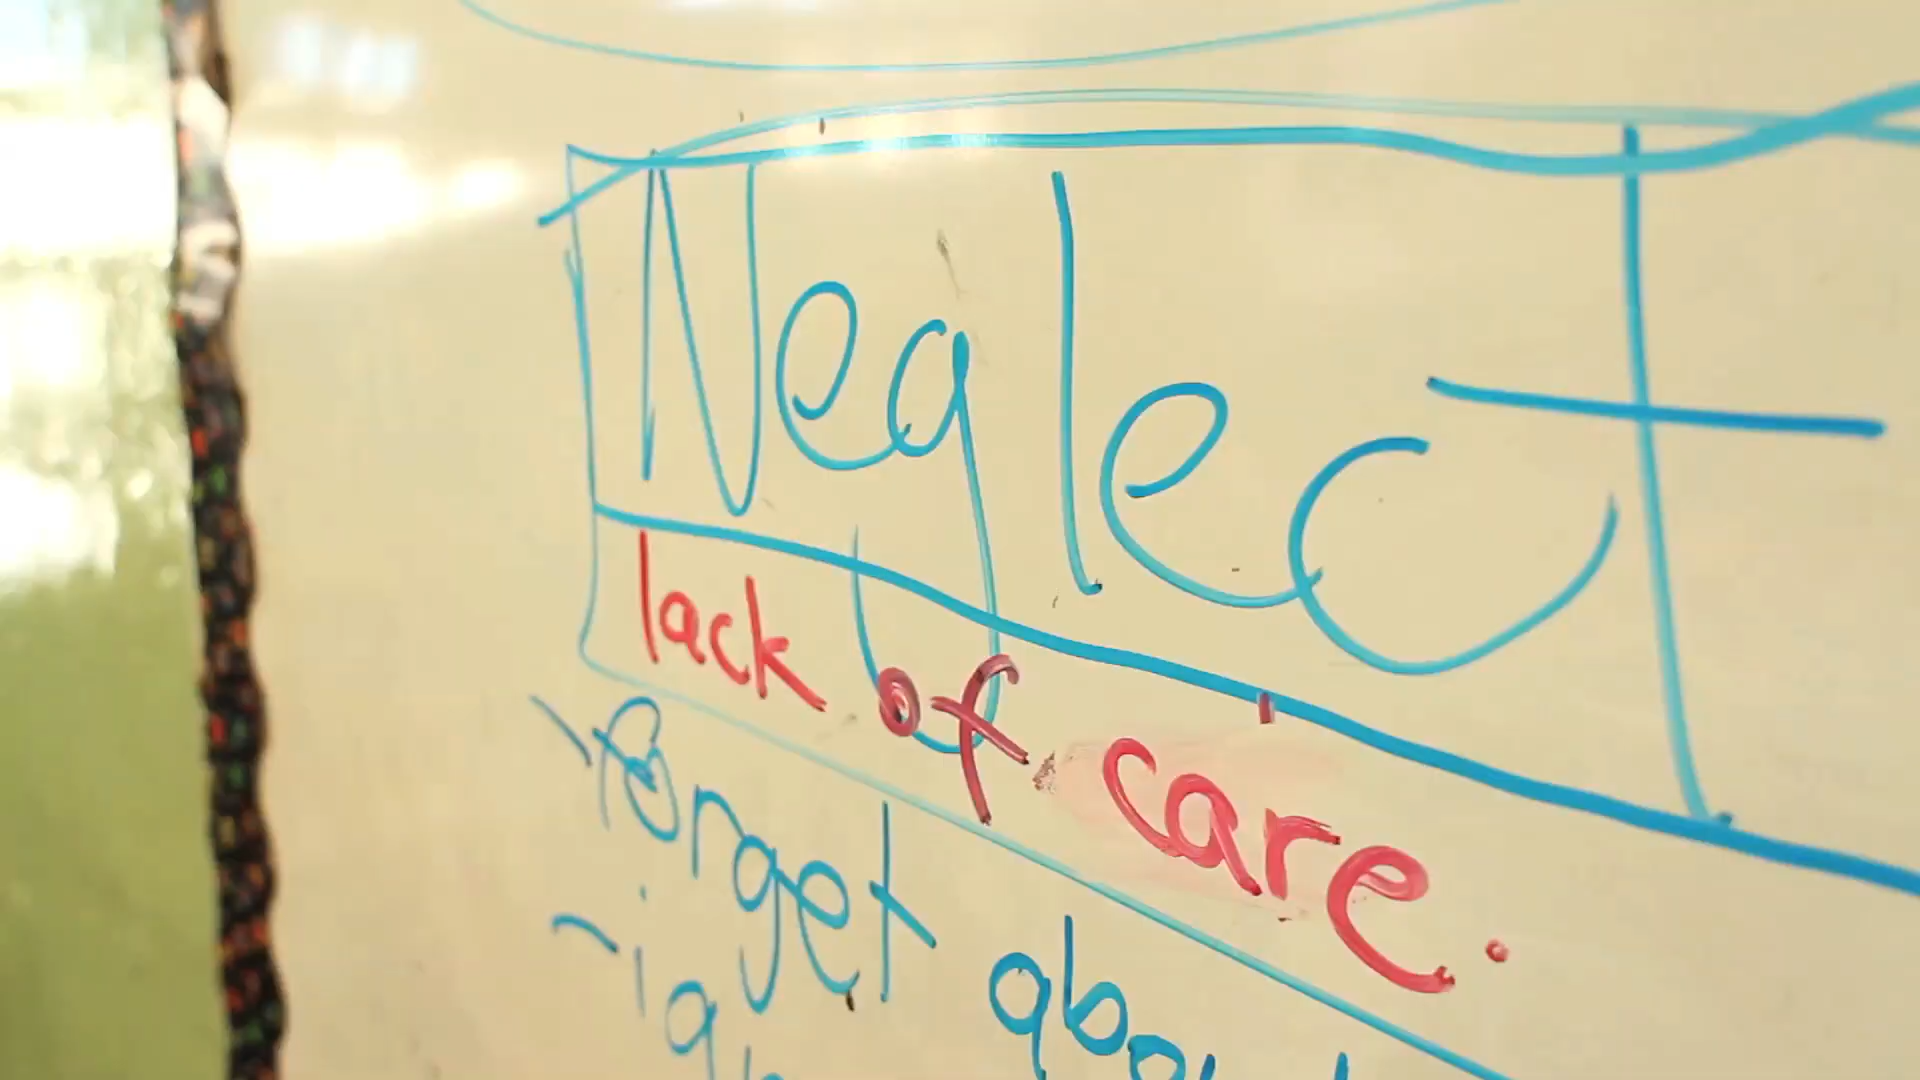 Neglect
lack of care.
- forget about
-